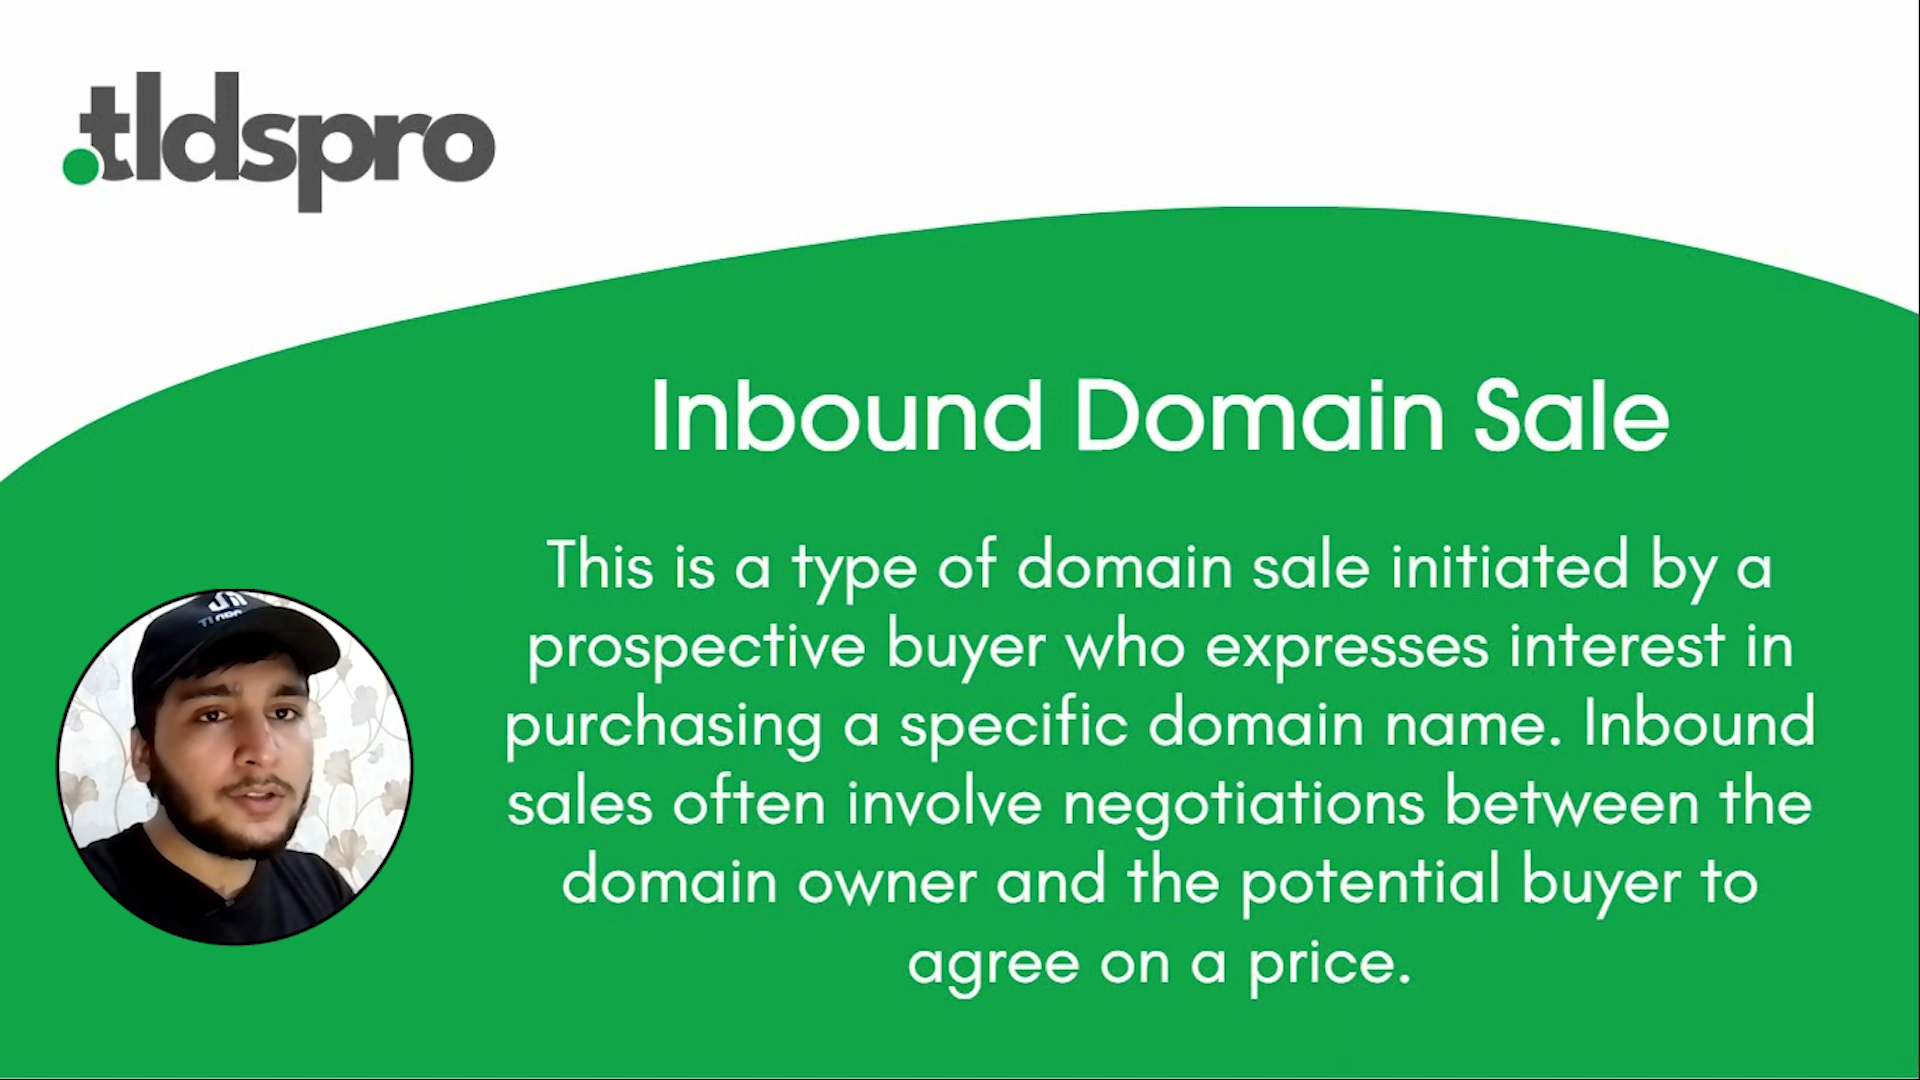 .tldspro
Inbound Domain Sale
This is a type of domain sale initiated by a
prospective buyer who expresses interest in
purchasing a specific domain name. Inbound
sales often involve negotiations between the
domain owner and the potential buyer to
agree on a price.